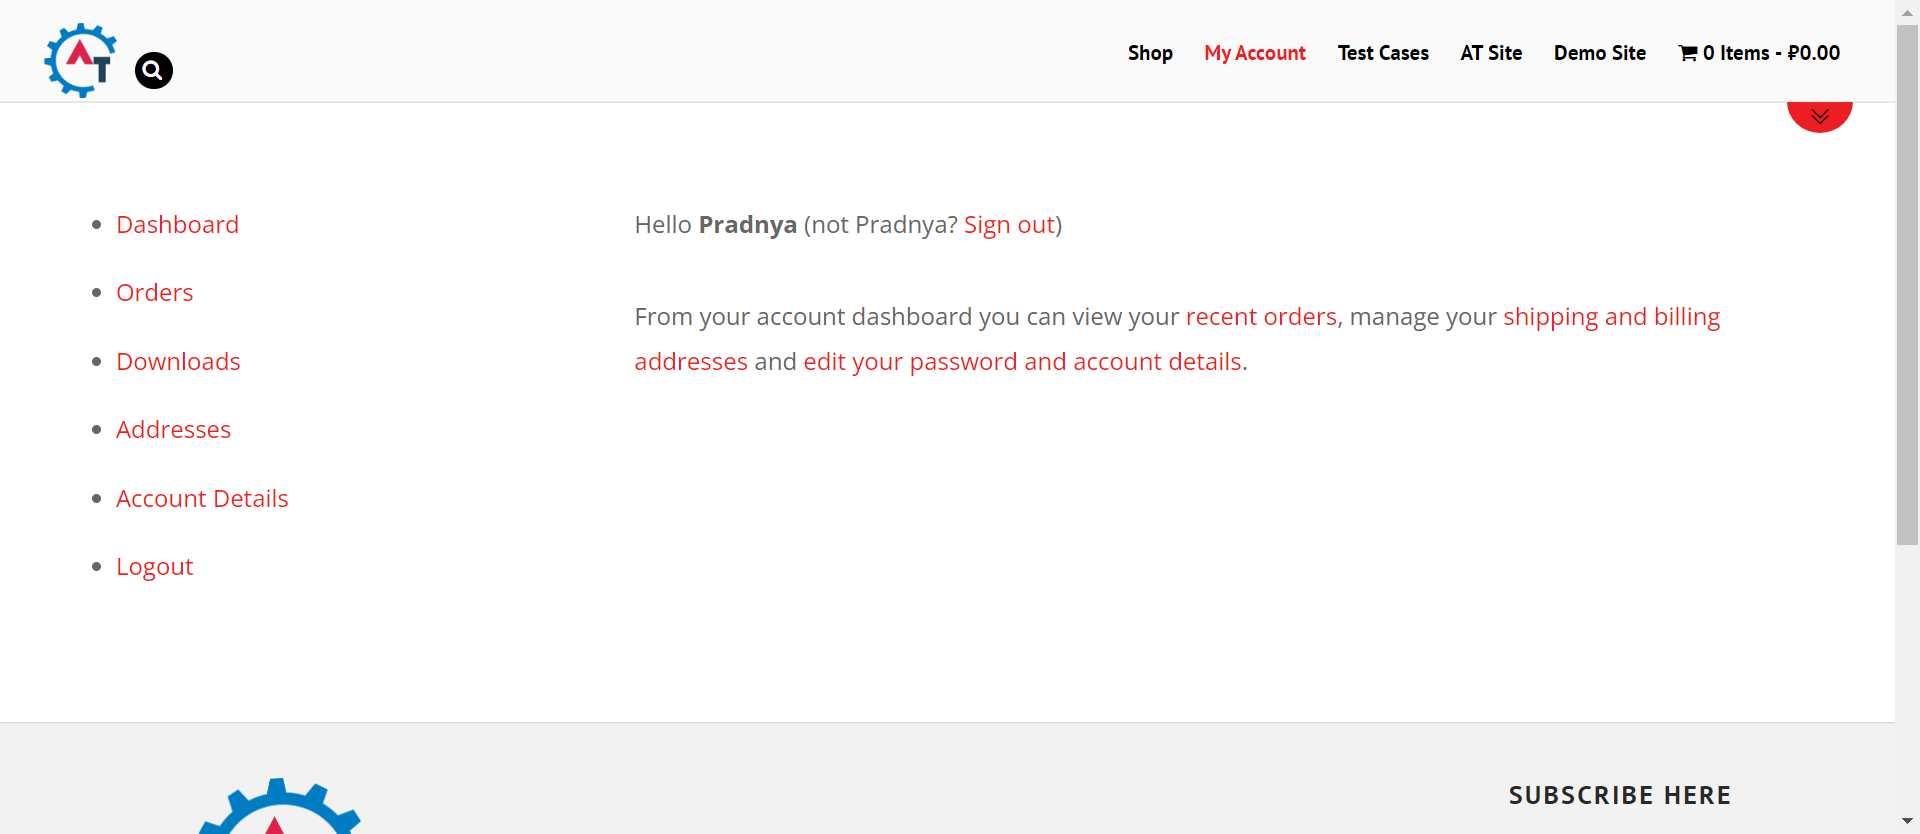 AT
Shop My Account Test Cases AT Site Demo Site 0 Items - ₽0.00
Dashboard
Orders
Downloads
Addresses
Account Details
Logout
Hello Pradnya (not Pradnya? Sign out)
From your account dashboard you can view your recent orders, manage your shipping and billing
addresses and edit your password and account details.
SUBSCRIBE HERE